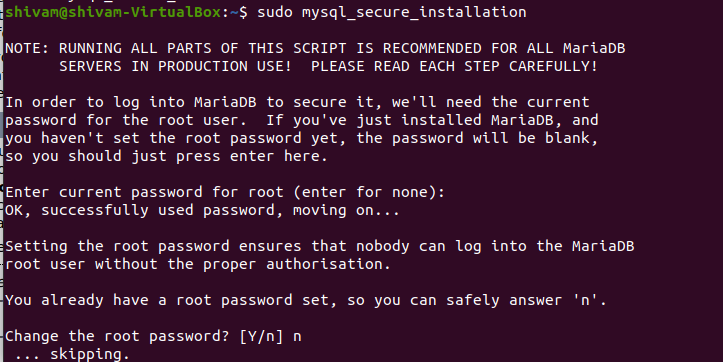 shivam@shivam-VirtualBox:~$ sudo mysql_secure_installation
NOTE: RUNNING ALL PARTS OF THIS SCRIPT IS RECOMMENDED FOR ALL MariaDB
SERVERS IN PRODUCTION USE!  PLEASE READ EACH STEP CAREFULLY!
In order to log into MariaDB to secure it, we'll need the current
password for the root user.  If you've just installed MariaDB, and
you haven't set the root password yet, the password will be blank,
so you should just press enter here.
Enter current password for root (enter for none):
OK, successfully used password, moving on...
Setting the root password ensures that nobody can log into the MariaDB
root user without the proper authorisation.
You already have a root password set, so you can safely answer 'n'.
Change the root password? [Y/n] n
... skipping.